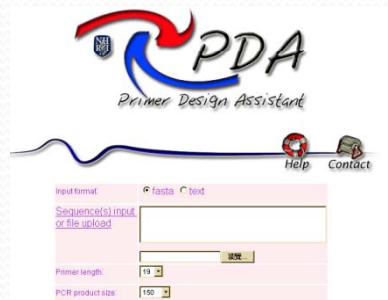 PDA
Primer Design Assistant
Help Contact
Input format: fasta text
Sequence(s) input
or file upload
瀏覽...
Primer length: 19
PCR product size: 150